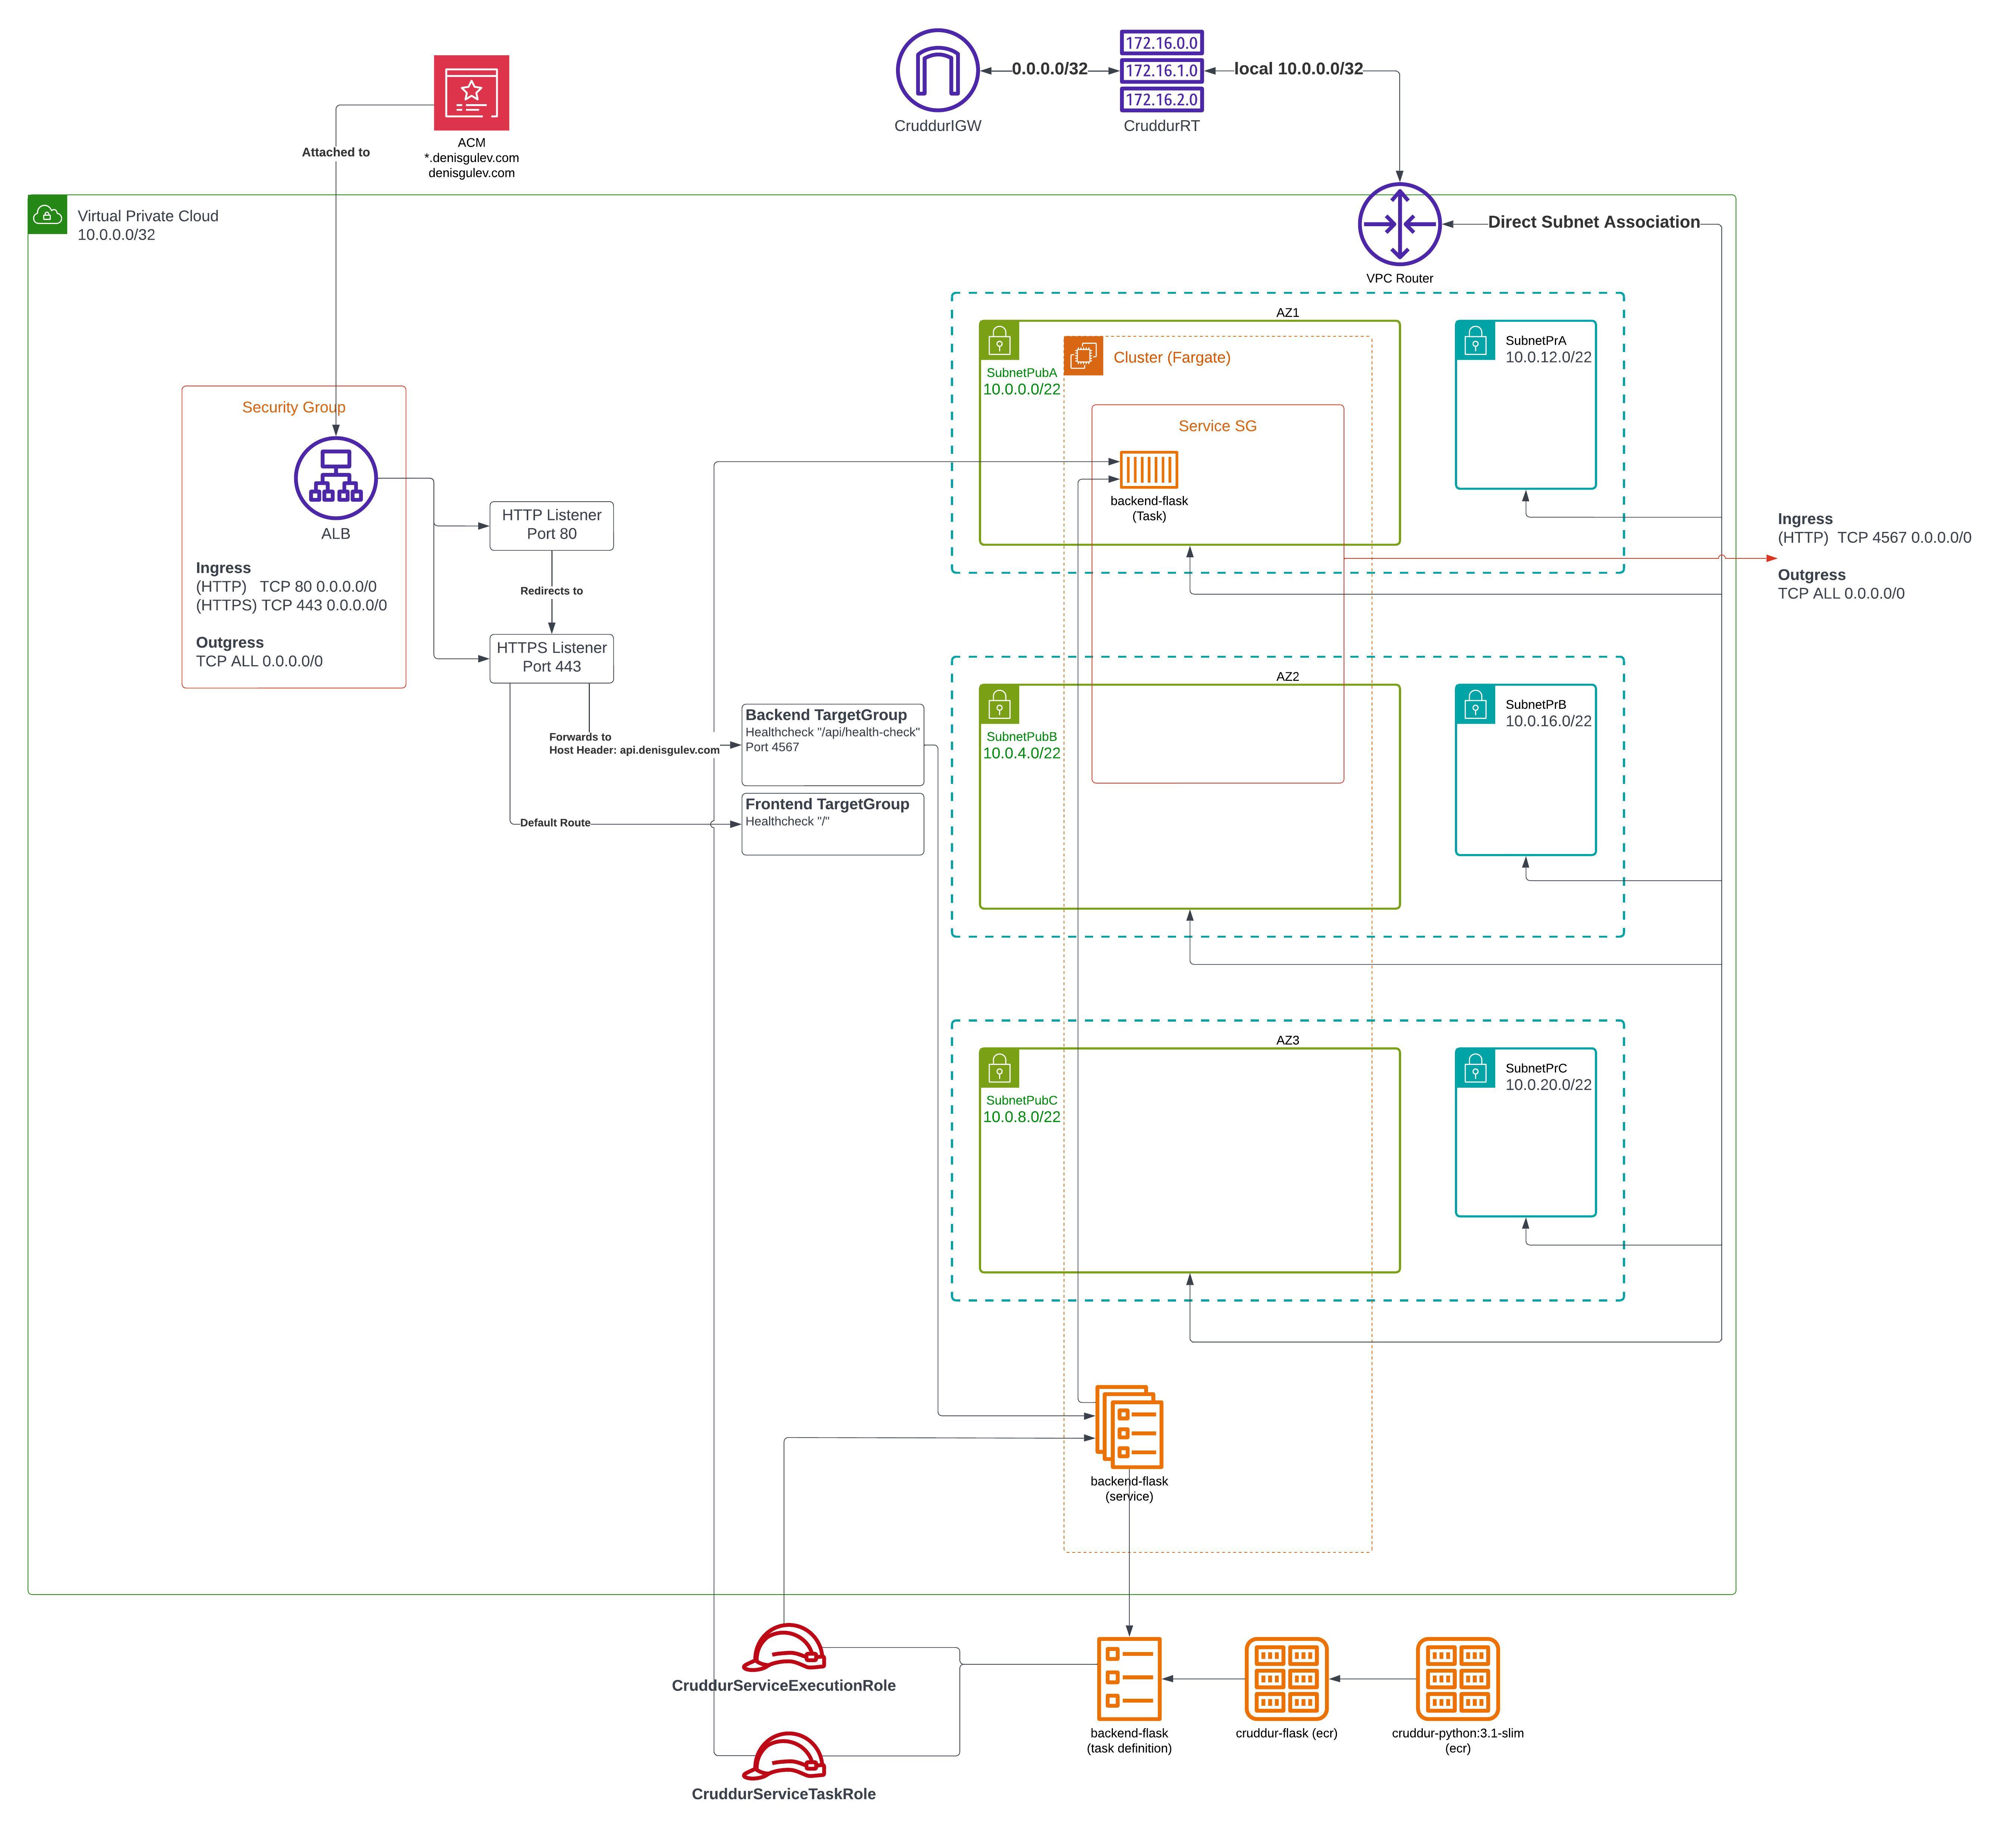 172.16.0.0
0.0.0.0/32
172.16.1.0
local 10.0.0.0/32
172.16.2.0
CruddurIGW
CruddurRT
ACM
*.denisgulev.com
denisgulev.com
Attached to
Virtual Private Cloud
10.0.0.0/32
Direct Subnet Association
VPC Router
AZ1
SubnetPubA
10.0.0.0/22
Cluster (Fargate)
SubnetPrA
10.0.12.0/22
Service SG
backend-flask
(Task)
Security Group
ALB
Ingress
(HTTP) TCP 80 0.0.0.0/0
(HTTPS) TCP 443 0.0.0.0/0
Outgress
TCP ALL 0.0.0.0/0
HTTP Listener
Port 80
Redirects to
HTTPS Listener
Port 443
Ingress
(HTTP) TCP 4567 0.0.0.0/0
Outgress
TCP ALL 0.0.0.0/0
Forwards to
Host Header: api.denisgulev.com
Backend TargetGroup
Healthcheck "/api/health-check"
Port 4567
Default Route
Frontend TargetGroup
Healthcheck "/"
AZ2
SubnetPubB
10.0.4.0/22
SubnetPrB
10.0.16.0/22
AZ3
SubnetPubC
10.0.8.0/22
SubnetPrC
10.0.20.0/22
backend-flask
(service)
CruddurServiceExecutionRole
CruddurServiceTaskRole
backend-flask
(task definition)
cruddur-flask (ecr)
cruddur-python:3.1-slim
(ecr)